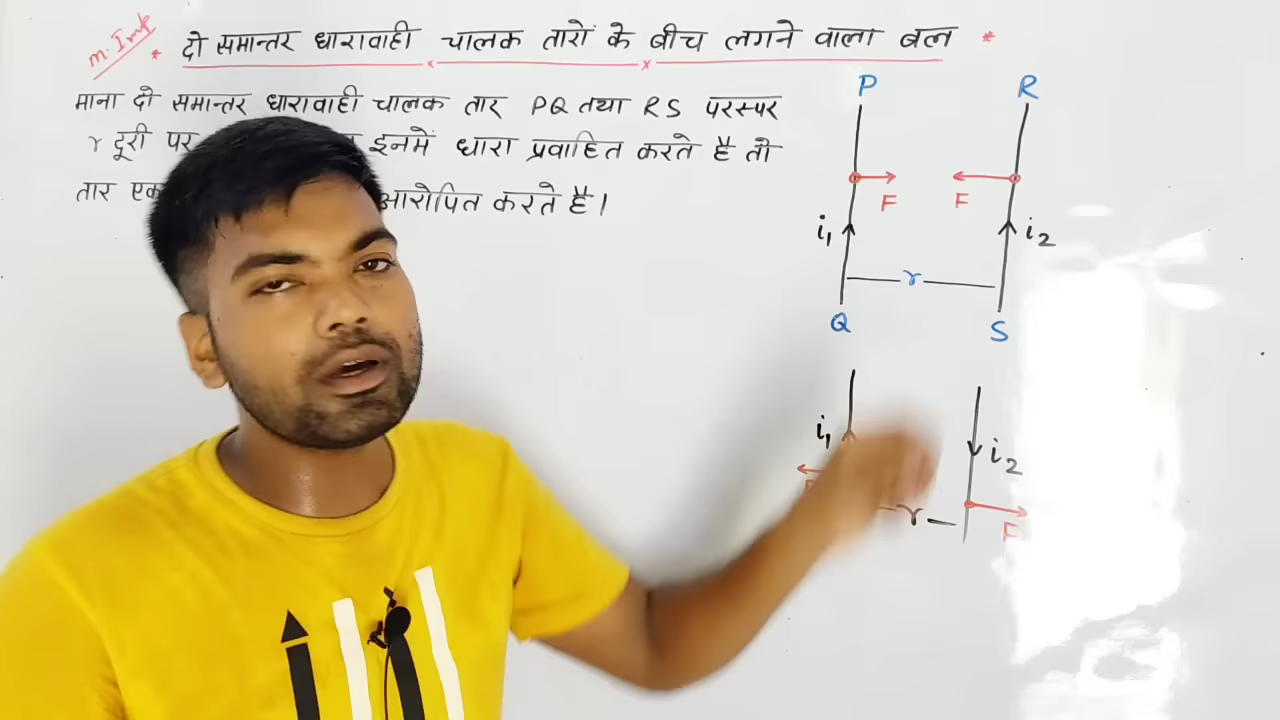 m. Imp
* दो समान्तर धारावाही चालक तारों के बीच लगने वाला बल *
माना दो समान्तर धारावाही चालक तार PQ तथा RS परस्पर
r दूरी पर इनमें धारा प्रवाहित करते है तो
तार एक आरोपित करते है।
P R
F F
i₁ i₂
r
Q S
i₁ i₂
r
F